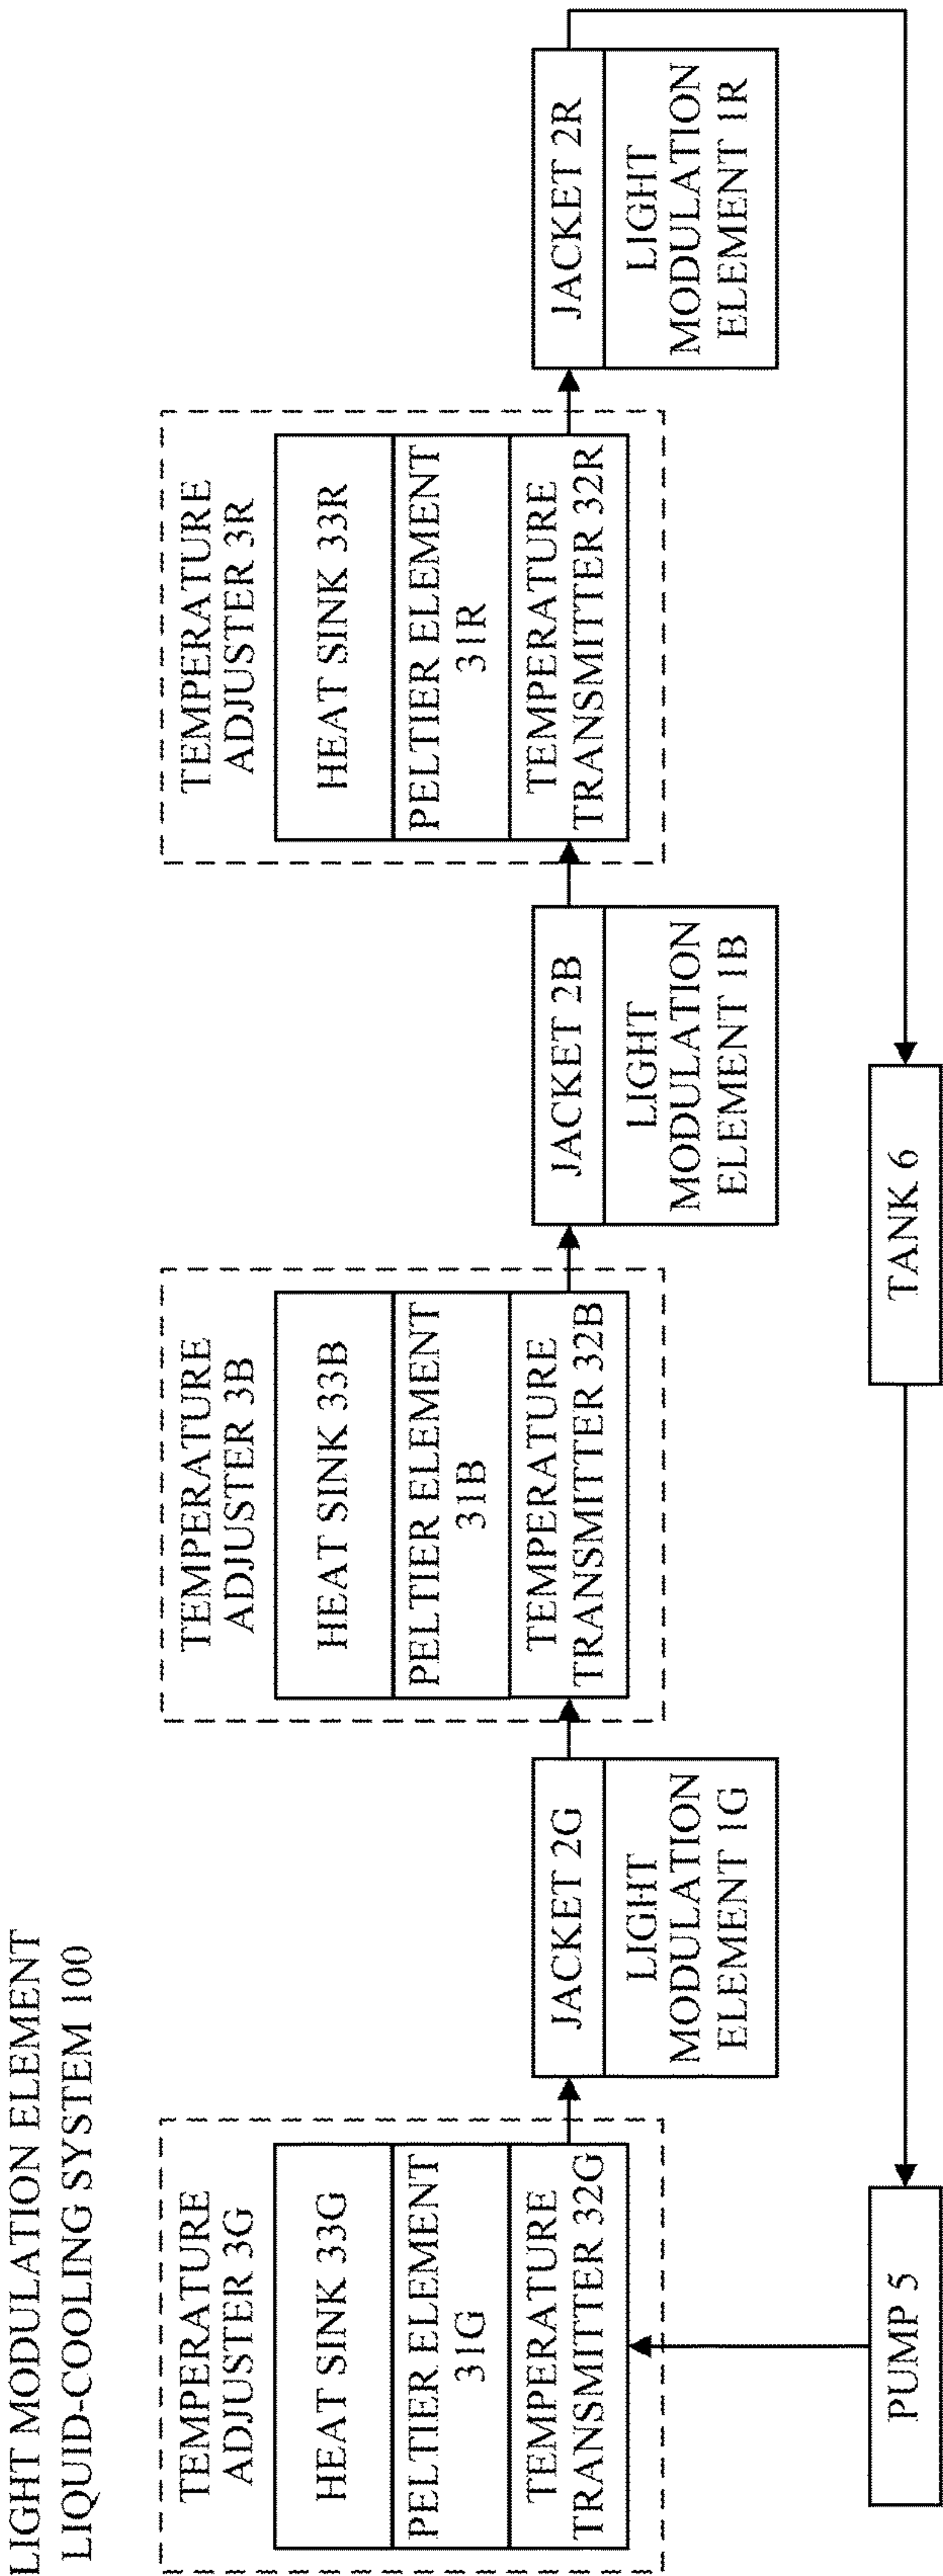 LIGHT MODULATION ELEMENT
LIQUID-COOLING SYSTEM 100
TEMPERATURE
ADJUSTER 3G
HEAT SINK 33G
PELTIER ELEMENT
31G
TEMPERATURE
TRANSMITTER 32G
JACKET 2G
LIGHT
MODULATION
ELEMENT 1G
TEMPERATURE
ADJUSTER 3B
HEAT SINK 33B
PELTIER ELEMENT
31B
TEMPERATURE
TRANSMITTER 32B
JACKET 2B
LIGHT
MODULATION
ELEMENT 1B
TEMPERATURE
ADJUSTER 3R
HEAT SINK 33R
PELTIER ELEMENT
31R
TEMPERATURE
TRANSMITTER 32R
JACKET 2R
LIGHT
MODULATION
ELEMENT 1R
PUMP 5
TANK 6